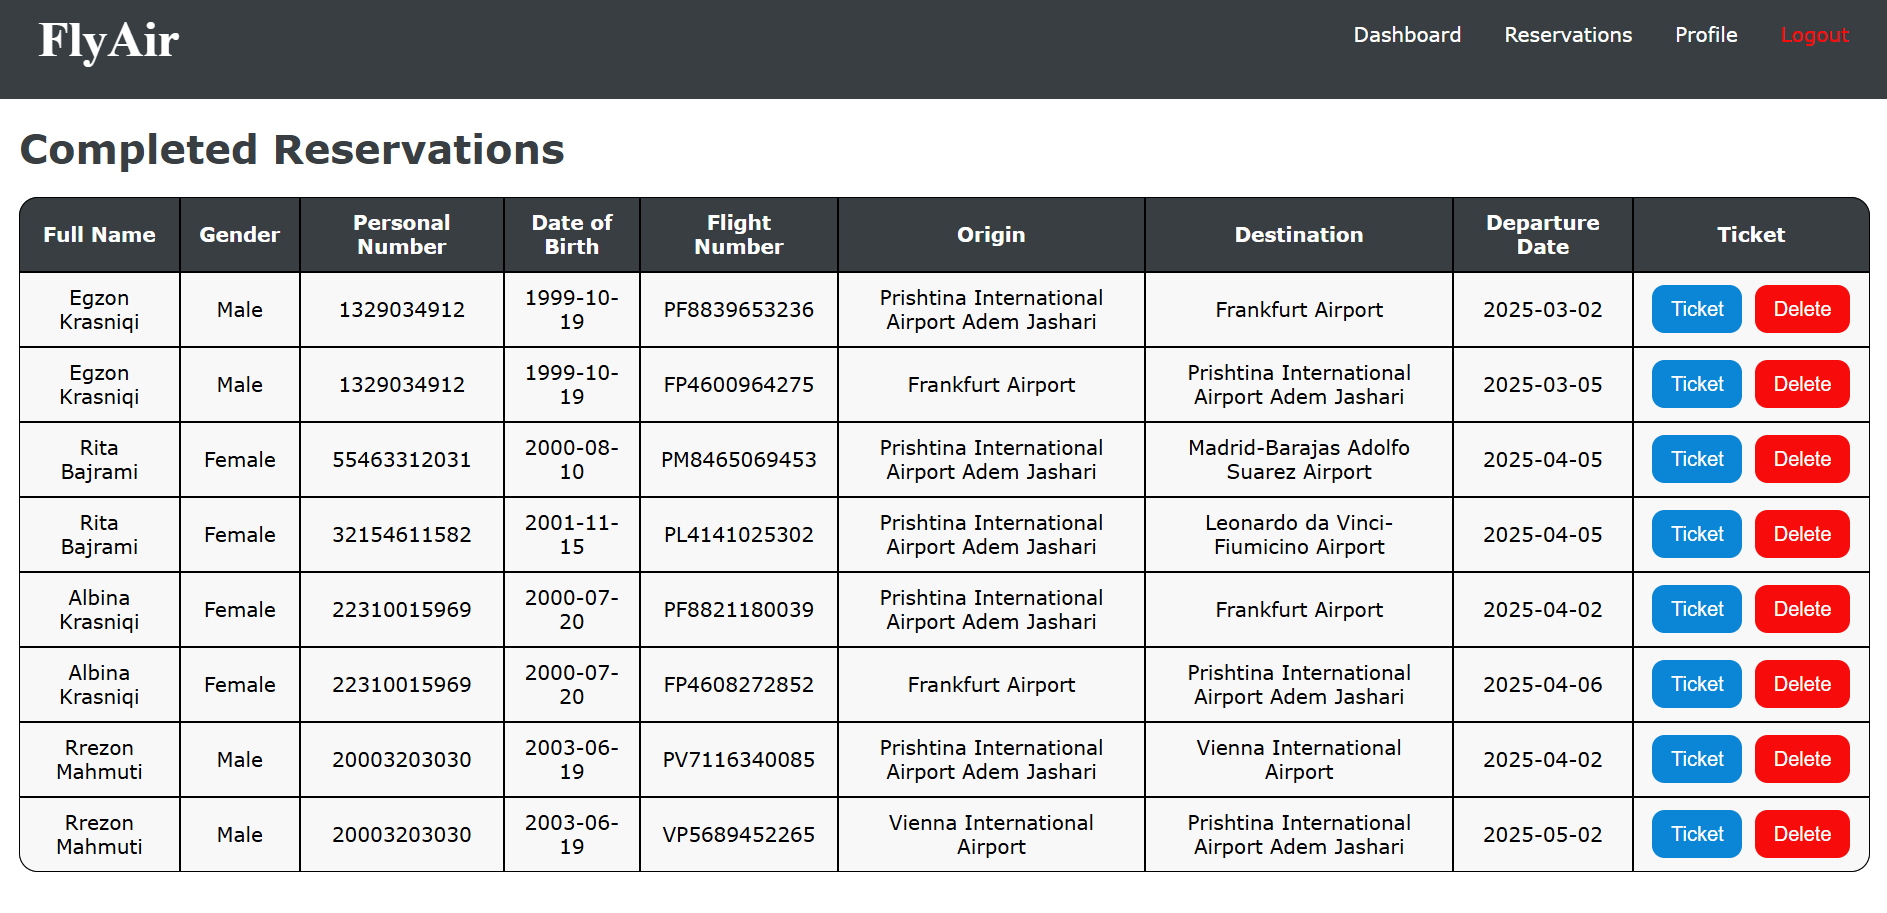 FlyAir
Dashboard Reservations Profile Logout
Completed Reservations
Full Name Gender Personal Number Date of Birth Flight Number Origin Destination Departure Date Ticket
Egzon Krasniqi Male 1329034912 1999-10-19 PF8839653236 Prishtina International Airport Adem Jashari Frankfurt Airport 2025-03-02 Ticket Delete
Egzon Krasniqi Male 1329034912 1999-10-19 FP4600964275 Frankfurt Airport Prishtina International Airport Adem Jashari 2025-03-05 Ticket Delete
Rita Bajrami Female 55463312031 2000-08-10 PM8465069453 Prishtina International Airport Adem Jashari Madrid-Barajas Adolfo Suarez Airport 2025-04-05 Ticket Delete
Rita Bajrami Female 32154611582 2001-11-15 PL4141025302 Prishtina International Airport Adem Jashari Leonardo da Vinci-Fiumicino Airport 2025-04-05 Ticket Delete
Albina Krasniqi Female 22310015969 2000-07-20 PF8821180039 Prishtina International Airport Adem Jashari Frankfurt Airport 2025-04-02 Ticket Delete
Albina Krasniqi Female 22310015969 2000-07-20 FP4608272852 Frankfurt Airport Prishtina International Airport Adem Jashari 2025-04-06 Ticket Delete
Rrezon Mahmuti Male 20003203030 2003-06-19 PV7116340085 Prishtina International Airport Adem Jashari Vienna International Airport 2025-04-02 Ticket Delete
Rrezon Mahmuti Male 20003203030 2003-06-19 VP5689452265 Vienna International Airport Prishtina International Airport Adem Jashari 2025-05-02 Ticket Delete